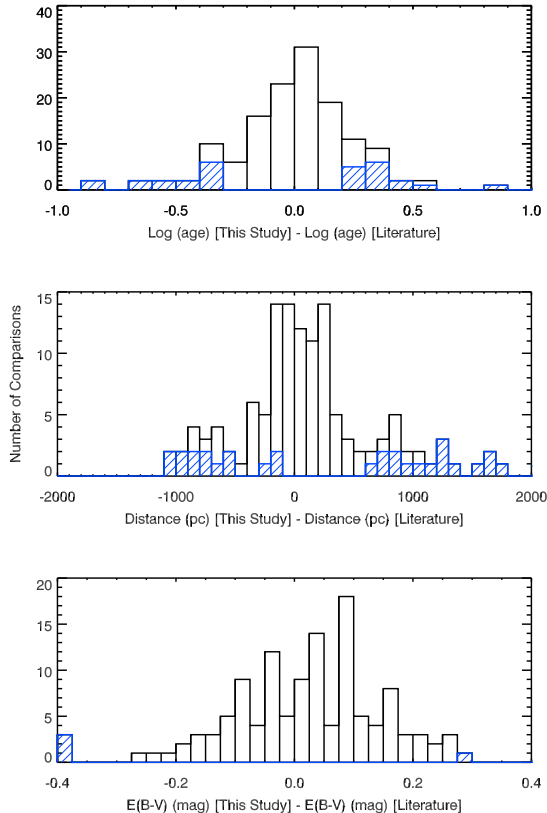 40
30
20
10
0
-1.0 -0.5 0.0 0.5 1.0
Log (age) [This Study] - Log (age) [Literature]
Number of Comparisons
15
10
5
0
-2000 -1000 0 1000 2000
Distance (pc) [This Study] - Distance (pc) [Literature]
20
15
10
5
0
-0.4 -0.2 0.0 0.2 0.4
E(B-V) (mag) [This Study] - E(B-V) (mag) [Literature]